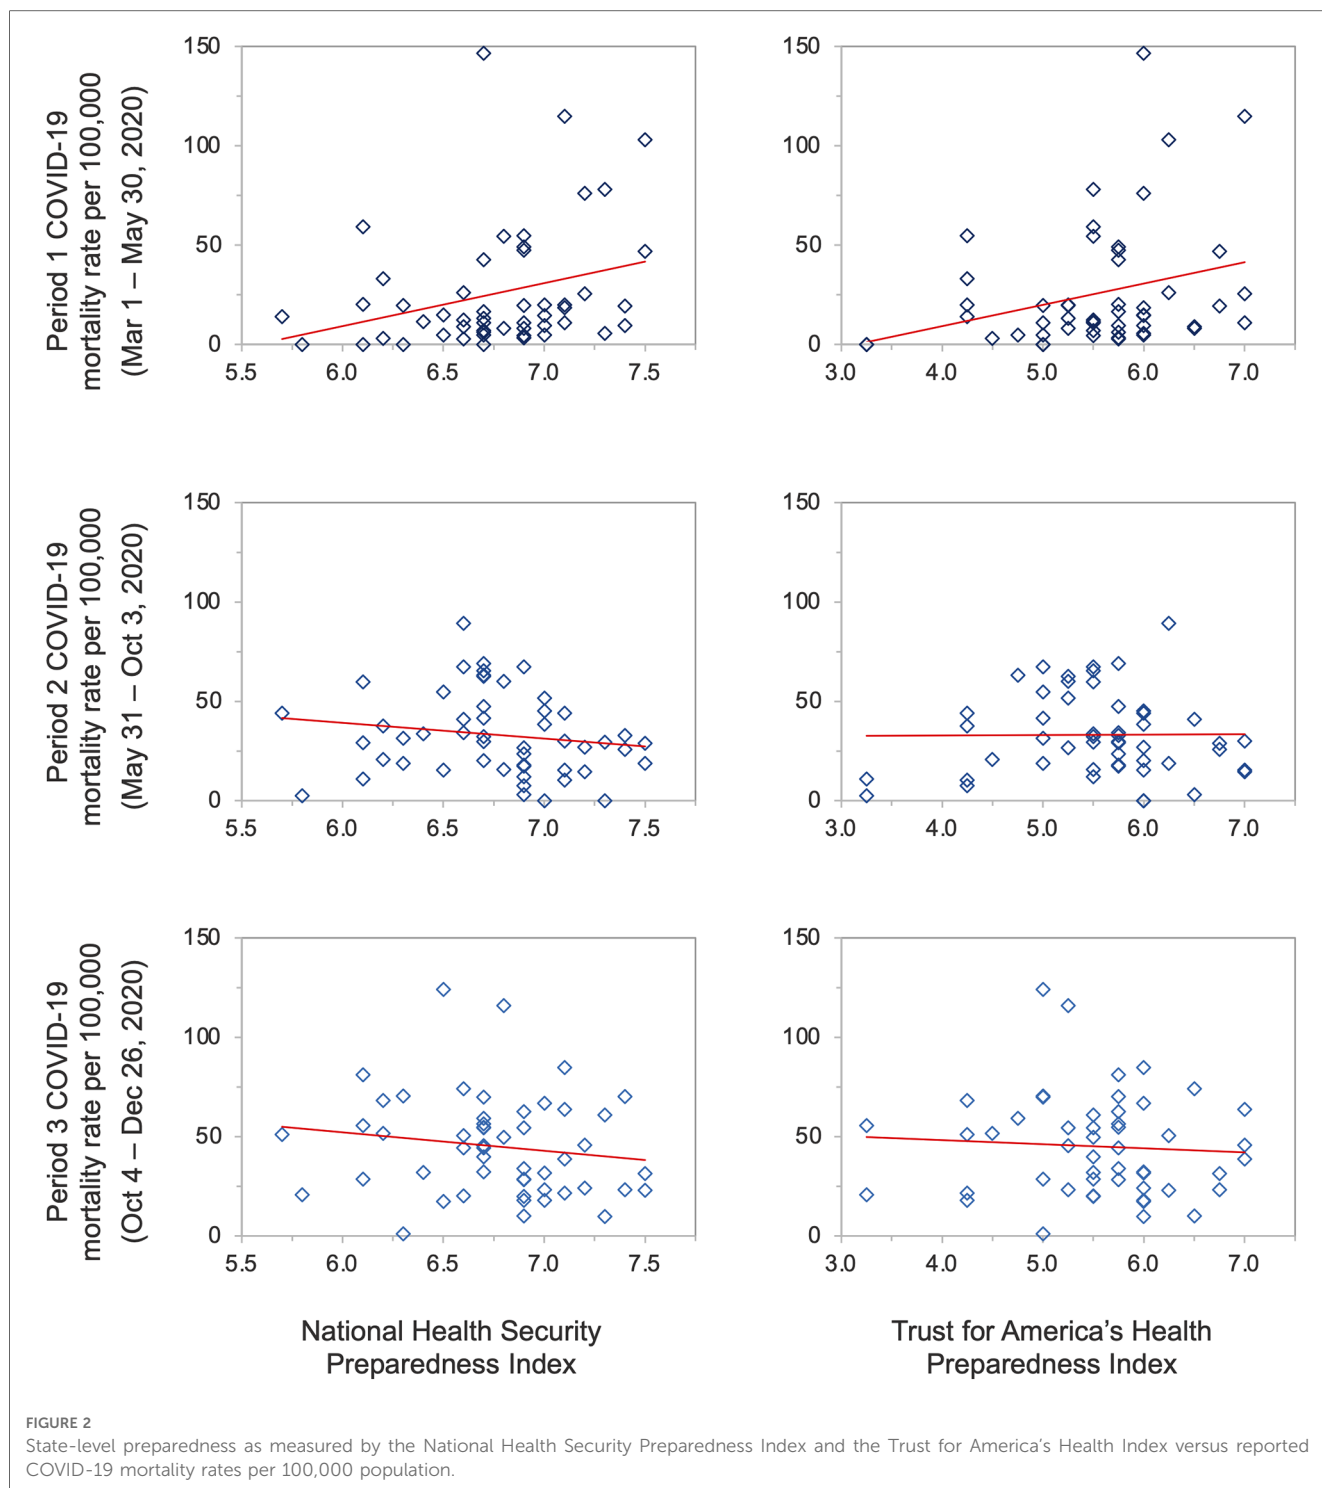 Period 1 COVID-19
mortality rate per 100,000
(Mar 1 – May 30, 2020)
150
100
50
0
5.5 6.0 6.5 7.0 7.5
150
100
50
0
3.0 4.0 5.0 6.0 7.0
Period 2 COVID-19
mortality rate per 100,000
(May 31 – Oct 3, 2020)
150
100
50
0
5.5 6.0 6.5 7.0 7.5
150
100
50
0
3.0 4.0 5.0 6.0 7.0
Period 3 COVID-19
mortality rate per 100,000
(Oct 4 – Dec 26, 2020)
150
100
50
0
5.5 6.0 6.5 7.0 7.5
150
100
50
0
3.0 4.0 5.0 6.0 7.0
National Health Security
Preparedness Index
Trust for America’s Health
Preparedness Index
FIGURE 2
State-level preparedness as measured by the National Health Security Preparedness Index and the Trust for America’s Health Index versus reported
COVID-19 mortality rates per 100,000 population.